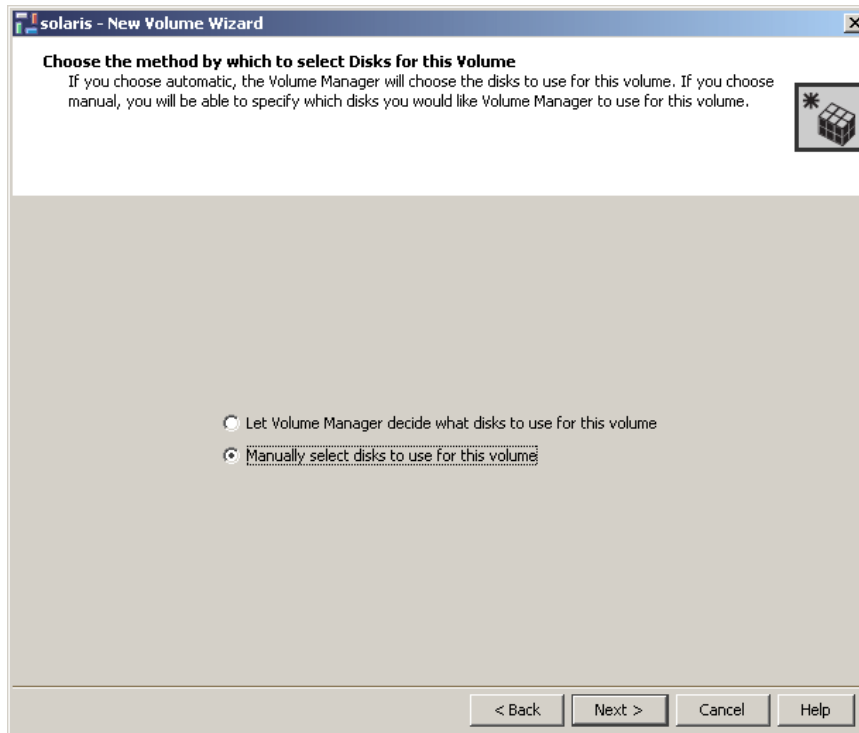 solaris - New Volume Wizard
Choose the method by which to select Disks for this Volume
If you choose automatic, the Volume Manager will choose the disks to use for this volume. If you choose
manual, you will be able to specify which disks you would like Volume Manager to use for this volume.
Let Volume Manager decide what disks to use for this volume
Manually select disks to use for this volume
< Back Next > Cancel Help